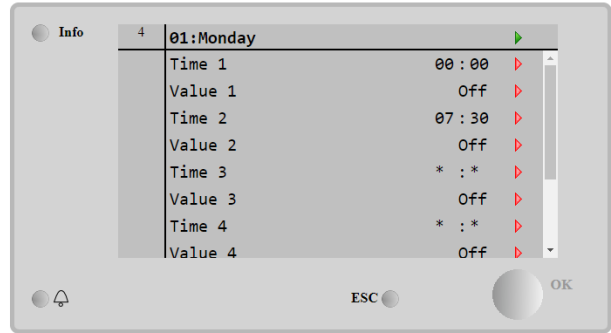 Info
4 01:Monday
Time 1 00:00
Value 1 Off
Time 2 07:30
Value 2 Off
Time 3 * :*
Value 3 Off
Time 4 * :*
Value 4 Off
ESC
OK